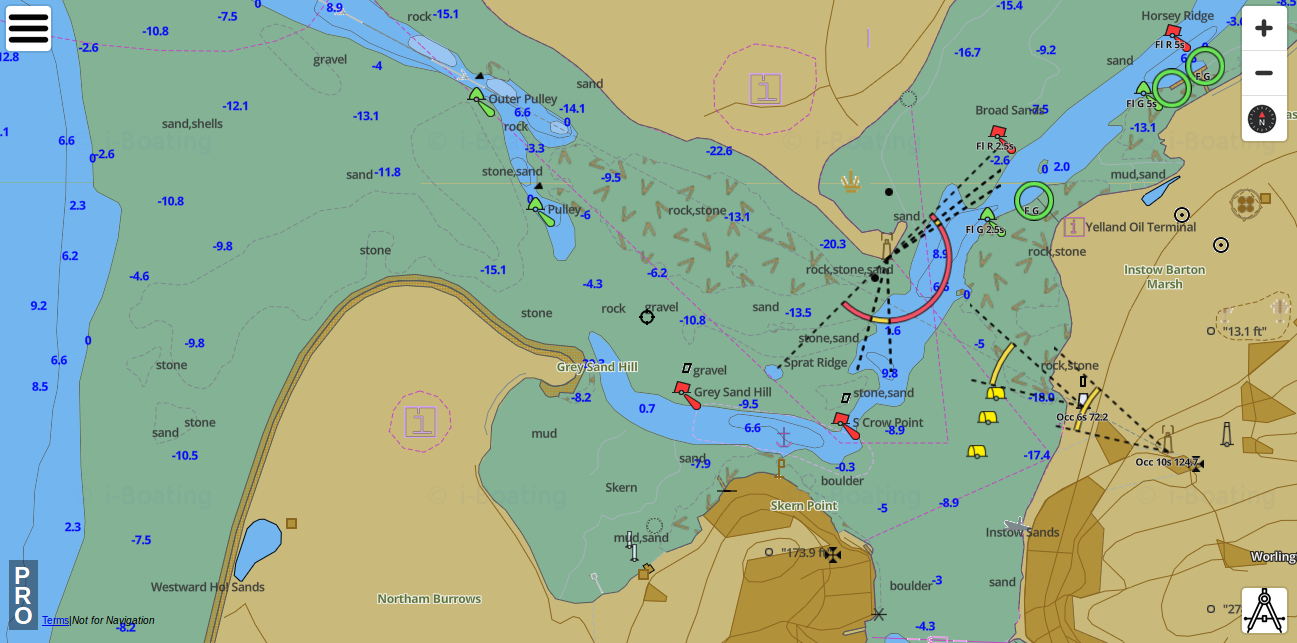 -7.5
0
8.9
rock
-15.1
-15.4
Horsey Ridge
-10.8
-2.6
-16.7
-9.2
Fl R 5s
-4
gravel
sand
12.8
-12.1
-13.1
Outer Pulley
-14.1
6.6
0
rock
Broad Sands
-7.5
Fl G 5s
F G
sand,shells
6.6
-13.1
Fl R 2.5s
-2.6
0
-2.6
-3.3
-22.6
0
2.0
sand
-11.8
stone,sand
-9.5
mud,sand
2.3
-10.8
0
Pulley
-6
rock,stone
-13.1
sand
F G
Fl G 2.5s
Yelland Oil Terminal
-9.8
stone
-20.3
8.9
rock,stone
6.2
-4.6
-15.1
-4.3
-6.2
rock,stone,sand
Instow Barton
Marsh
9.2
rock
gravel
sand
-13.5
0
stone
-10.8
1.6
"13.1 ft"
0
-9.8
stone,sand
-5
6.6
stone
Grey Sand Hill
Sprat Ridge
rock,stone
8.5
gravel
9.8
-8.2
Grey Sand Hill
stone,sand
-18.0
0.7
-9.5
Occ 6s 72.2
stone
sand
mud
6.6
S Crow Point
-8.9
-10.5
sand
-7.9
-0.3
-17.4
Occ 10s 124.7
Skern
boulder
© i-Boating
Skern Point
-5
-8.9
2.3
-7.5
mud,sand
Instow Sands
"173.9 ft"
Worling
PRO
Westward Ho! Sands
Northam Burrows
boulder
-3
sand
Terms|Not for Navigation
-8.2
-4.3
N